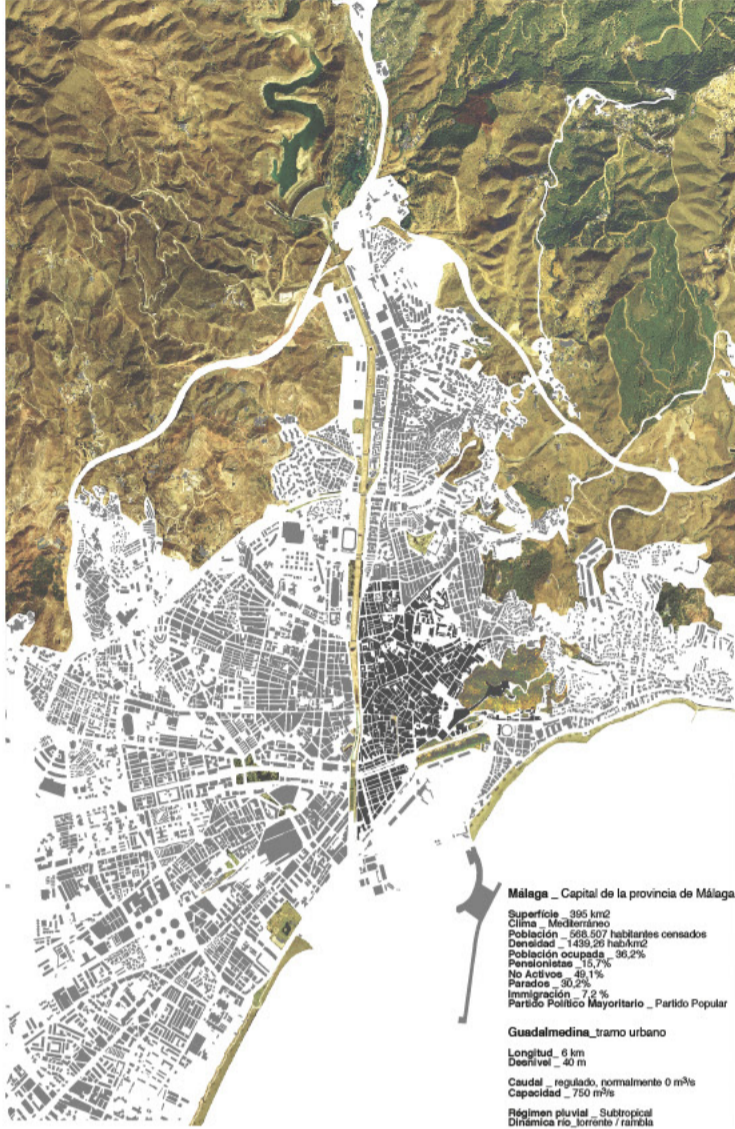 Málaga _ Capital de la provincia de Málaga
Superfície _ 395 km2
Clima _ Mediterráneo
Población _ 568.507 habitantes censados
Densidad _ 1439,26 hab/km2
Población ocupada _ 36,2%
Pensionistas _ 15,7%
No Activos _ 49,1%
Parados _ 30,2%
Immigración _ 7,2 %
Partido Político Mayoritario _ Partido Popular
Guadalmedina_tramo urbano
Longitud_ 6 km
Desnivel _ 40 m
Caudal _ regulado, normalmente 0 m³/s
Capacidad _ 750 m³/s
Régimen pluvial _ Subtropical
Dinámica río_torrente / rambla